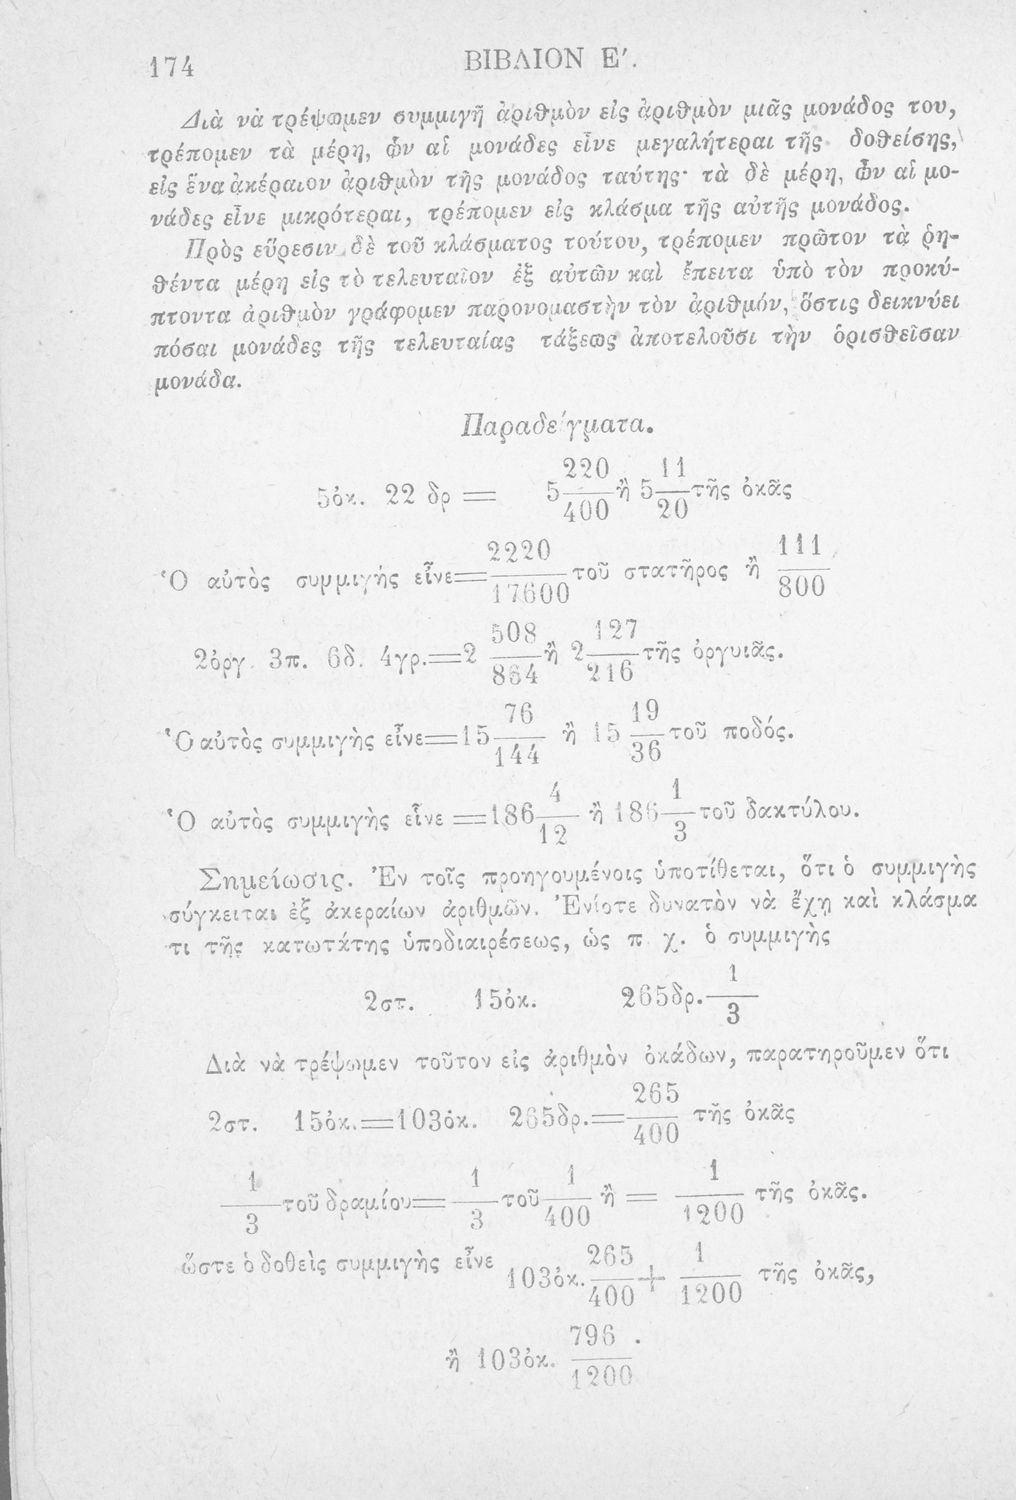 174
ΒΙΒΛΙΟΝ Ε′.
Διὰ νὰ τρέψωμεν συμμιγῆ ἀριθμὸν εἰς ἀριθμὸν μιᾶς μονάδος του,
τρέπομεν τὰ μέρη, ὧν αἱ μονάδες εἶνε μεγαλήτεραι τῆς δοθείσης,
εἰς ἕνα ἀκέραιον ἀριθμὸν τῆς μονάδος ταύτης· τὰ δὲ μέρη, ὧν αἱ μο-
νάδες εἶνε μικρότεραι, τρέπομεν εἰς κλάσμα τῆς αὐτῆς μονάδος.
Πρὸς εὕρεσιν δὲ τοῦ κλάσματος τούτου, τρέπομεν πρῶτον τὰ ῥη-
θέντα μέρη εἰς τὸ τελευταῖον ἐξ αὐτῶν καὶ ἔπειτα ὑπὸ τὸν προκύ-
πτοντα ἀριθμὸν γράφομεν παρονομαστὴν τὸν ἀριθμόν, ὅστις δεικνύει
πόσαι μονάδες τῆς τελευταίας τάξεως ἀποτελοῦσι τὴν ὁρισθεῖσαν
μονάδα.
Παραδείγματα.
5ὀκ. 22 δρ = 5 220/400 ἢ 5 11/20 τῆς ὀκᾶς
Ὁ αὐτὸς συμμιγής εἶνε= 2220/17600 τοῦ στατῆρος ἢ 111/800
2ὀργ. 3π. 6δ. 4γρ.=2 508/864 ἢ 2 127/216 τῆς ὀργυιᾶς.
Ὁ αὐτὸς συμμιγὴς εἶνε=15 76/144 ἢ 15 19/36 τοῦ ποδός.
Ὁ αὐτὸς συμμιγὴς εἶνε =186 4/12 ἢ 186 1/3 τοῦ δακτύλου.
Σημείωσις. Ἐν τοῖς προηγουμένοις ὑποτίθεται, ὅτι ὁ συμμιγὴς
σύγκειται ἐξ ἀκεραίων ἀριθμῶν. Ἐνίοτε δυνατὸν νὰ ἔχῃ καὶ κλάσμα
τι τῆς κατωτάτης ὑποδιαιρέσεως, ὡς π. χ. ὁ συμμιγὴς
2στ. 15ὀκ. 265δρ. 1/3
Διὰ νὰ τρέψωμεν τοῦτον εἰς ἀριθμὸν ὀκάδων, παρατηροῦμεν ὅτι
2στ. 15ὀκ.=103ὀκ. 265δρ.= 265/400 τῆς ὀκᾶς
1/3 τοῦ δραμίου= 1/3 τοῦ 1/400 ἢ = 1/1200 τῆς ὀκᾶς.
ὥστε ὁ δοθεὶς συμμιγὴς εἶνε 103ὀκ. 265/400 + 1/1200 τῆς ὀκᾶς,
ἢ 103ὀκ. 796/1200.